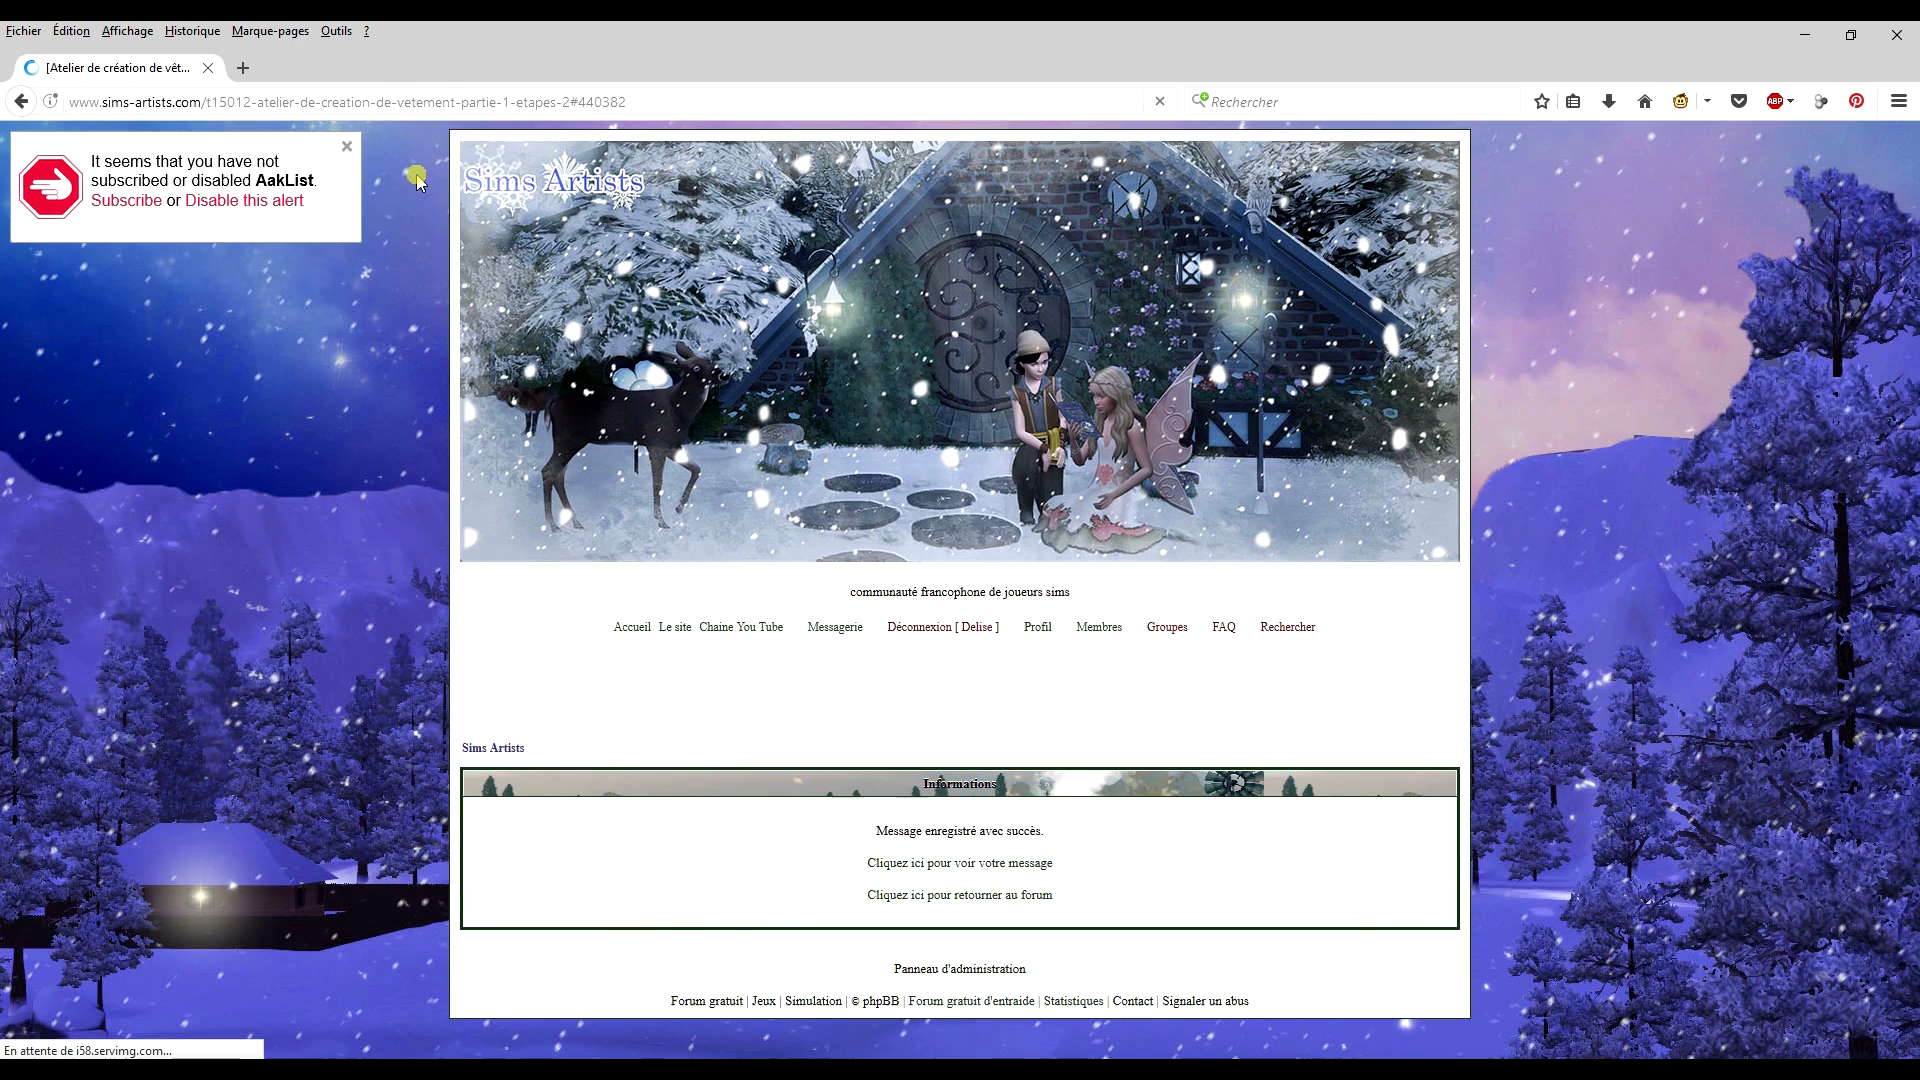 Fichier Édition Affichage Historique Marque-pages Outils ?
[Atelier de création de vêt...
www.sims-artists.com/t15012-atelier-de-creation-de-vetement-partie-1-etapes-2#440382
Rechercher
ABP
It seems that you have not
subscribed or disabled AakList.
Subscribe or Disable this alert
Sims Artists
communauté francophone de joueurs sims
Accueil Le site Chaine You Tube Messagerie Déconnexion [ Delise ] Profil Membres Groupes FAQ Rechercher
Sims Artists
Informations
Message enregistré avec succès.
Cliquez ici pour voir votre message
Cliquez ici pour retourner au forum
Panneau d'administration
Forum gratuit | Jeux | Simulation | © phpBB | Forum gratuit d'entraide | Statistiques | Contact | Signaler un abus
En attente de i58.servimg.com...